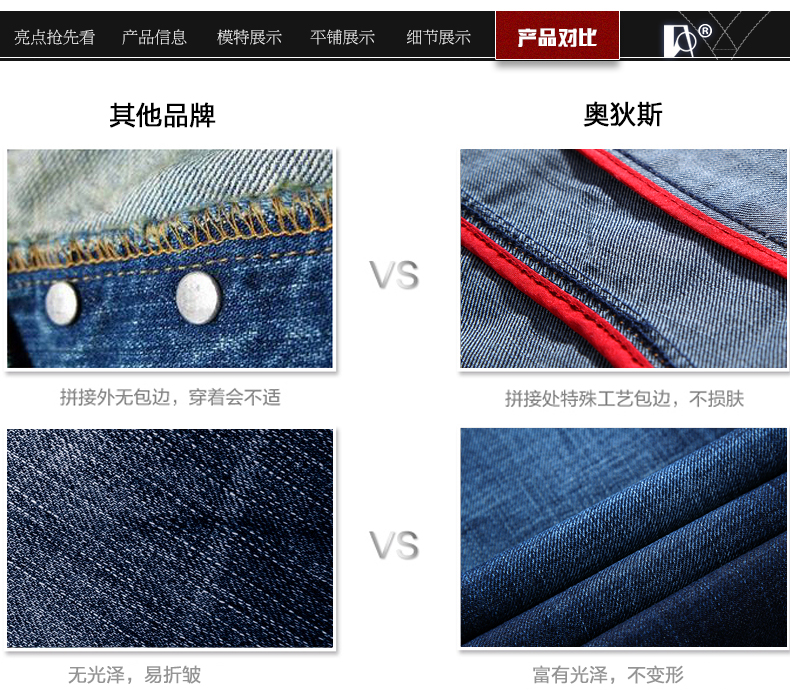 亮点抢先看 产品信息 模特展示 平铺展示 细节展示 产品对比 ®
其他品牌 奥狄斯
VS
拼接外无包边，穿着会不适 拼接处特殊工艺包边，不损肤
VS
无光泽，易折皱 富有光泽，不变形